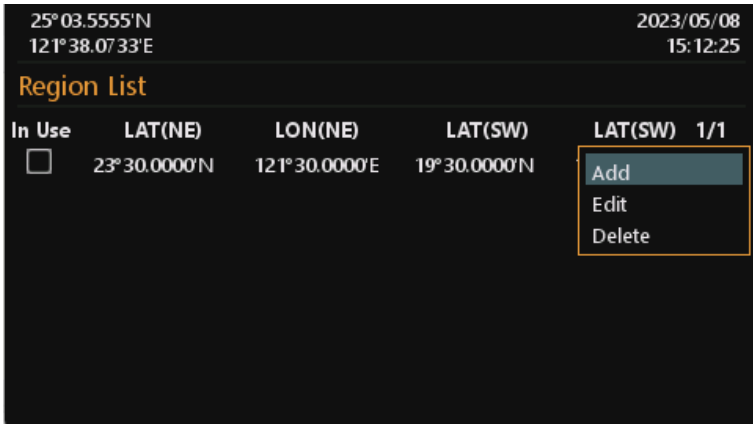 25°03.5555'N 2023/05/08
121°38.0733'E 15:12:25
Region List
In Use LAT(NE) LON(NE) LAT(SW) LAT(SW) 1/1
23°30.0000'N 121°30.0000'E 19°30.0000'N
Add
Edit
Delete